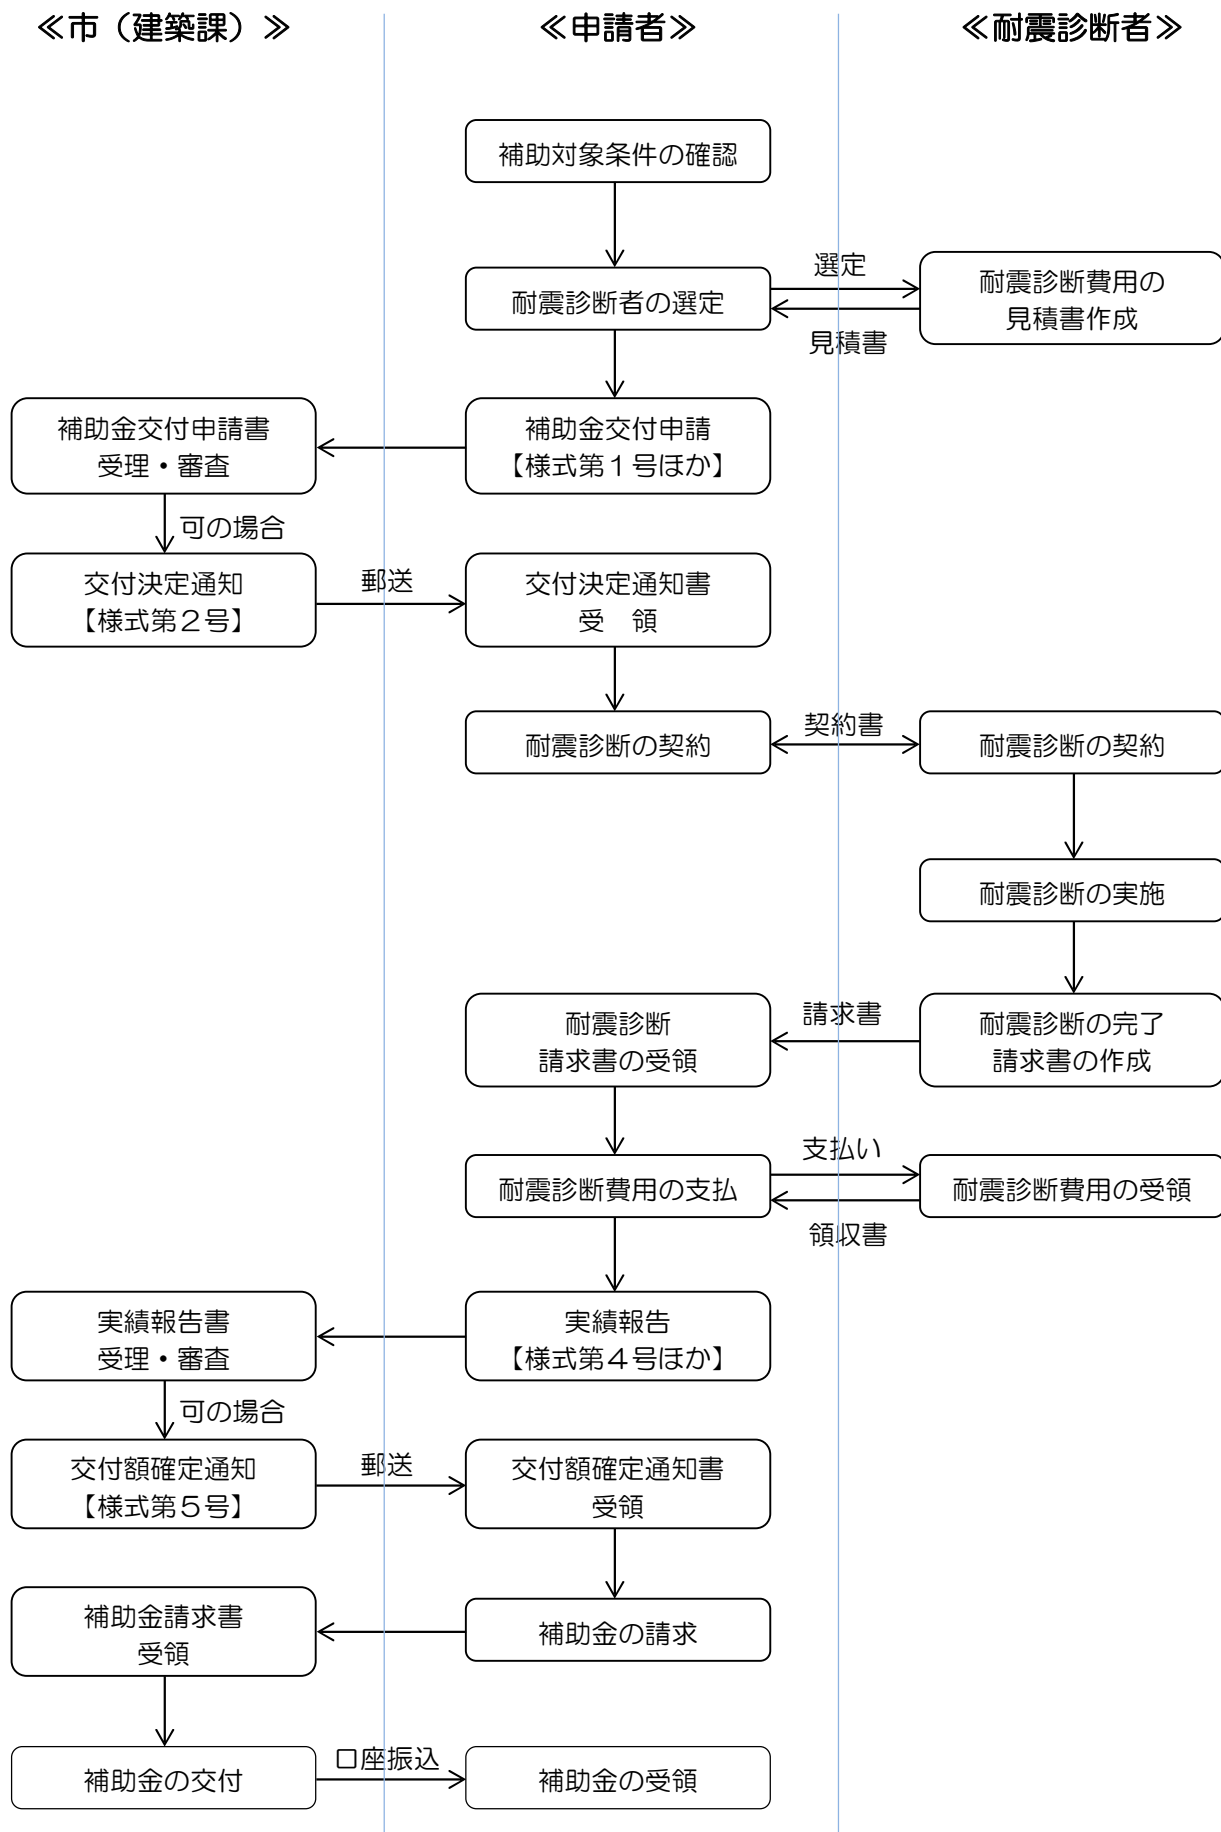 ≪市（建築課）≫
≪申請者≫
≪耐震診断者≫
補助対象条件の確認
耐震診断者の選定
選定
見積書
耐震診断費用の
見積書作成
補助金交付申請書
受理・審査
補助金交付申請
【様式第１号ほか】
可の場合
交付決定通知
【様式第２号】
郵送
交付決定通知書
受　領
耐震診断の契約
契約書
耐震診断の契約
耐震診断の実施
耐震診断
請求書の受領
請求書
耐震診断の完了
請求書の作成
耐震診断費用の支払
支払い
領収書
耐震診断費用の受領
実績報告書
受理・審査
実績報告
【様式第４号ほか】
可の場合
交付額確定通知
【様式第５号】
郵送
交付額確定通知書
受領
補助金請求書
受領
補助金の請求
補助金の交付
口座振込
補助金の受領